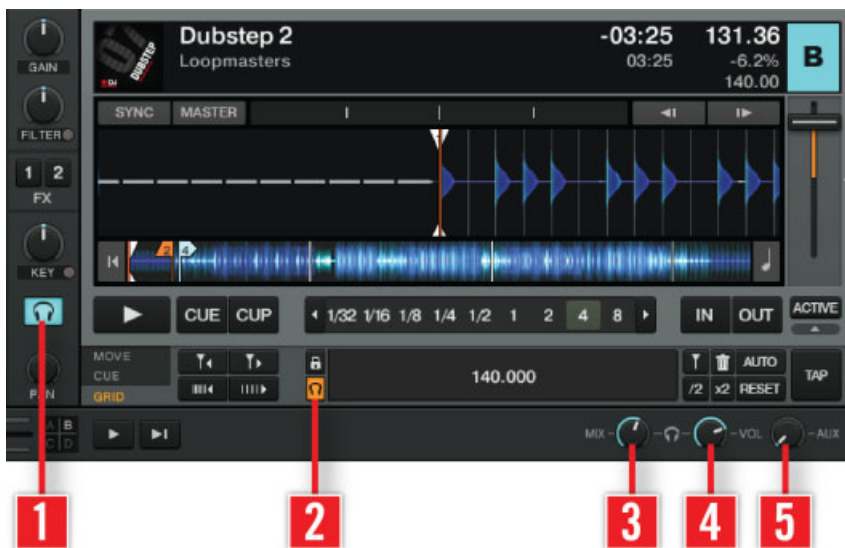 GAIN
FILTER
1 2
FX
KEY
PAN
DUBSTEP
Dubstep 2
Loopmasters
-03:25
03:25
131.36
-6.2%
140.00
B
SYNC MASTER
2 4
CUE CUP
1/32 1/16 1/8 1/4 1/2 1 2 4 8
IN OUT
ACTIVE
MOVE
CUE
GRID
140.000
AUTO
/2 x2 RESET
TAP
A B
C D
MIX
VOL
AUX
1 2 3 4 5